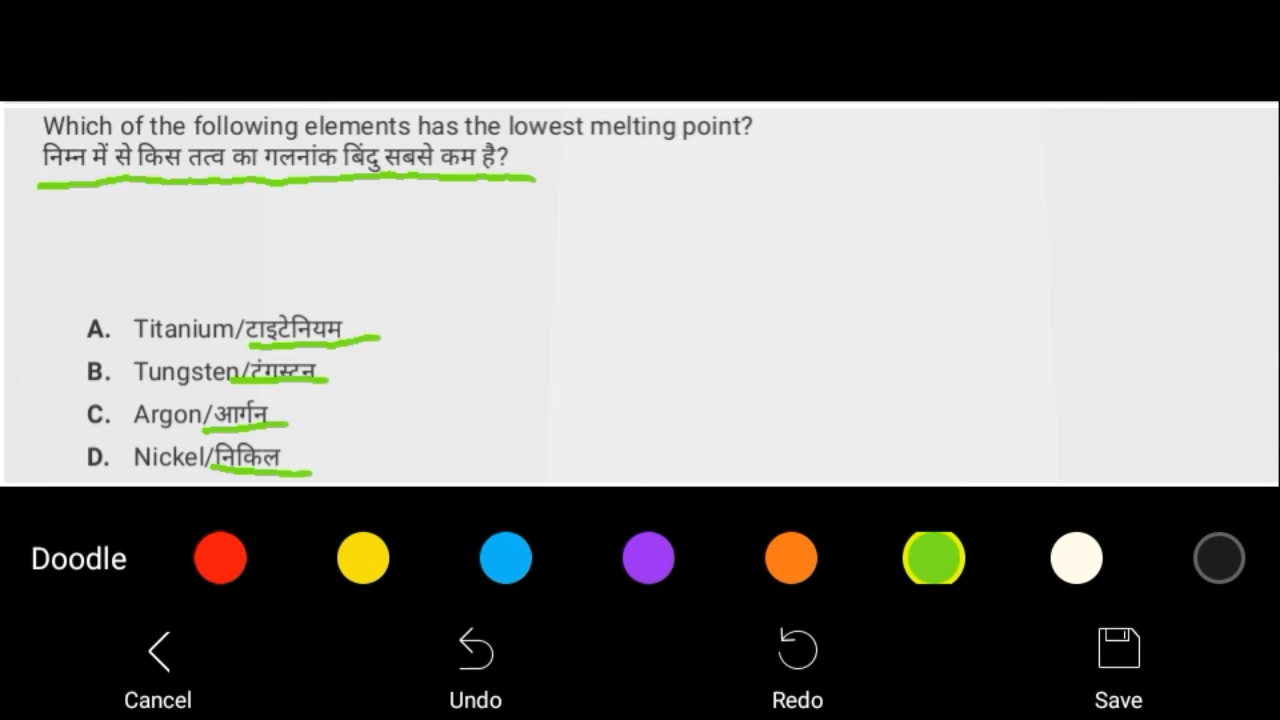 Which of the following elements has the lowest melting point?
निम्न में से किस तत्व का गलनांक बिंदु सबसे कम है?
A. Titanium/टाइटेनियम
B. Tungsten/टंगस्टन
C. Argon/आर्गन
D. Nickel/निकिल
Doodle
Cancel Undo Redo Save